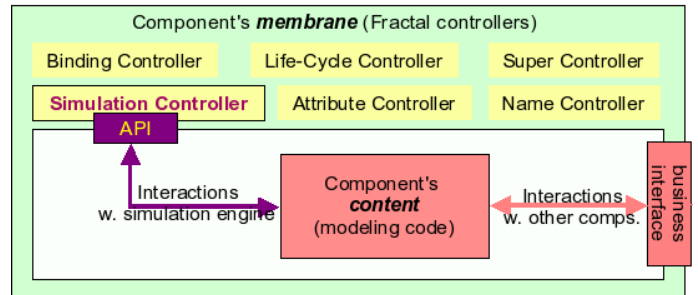 Component's membrane (Fractal controllers)
Binding Controller
Life-Cycle Controller
Super Controller
Simulation Controller
Attribute Controller
Name Controller
API
Interactions
w. simulation engine
Component's
content
(modeling code)
Interactions
w. other comps.
business
interface